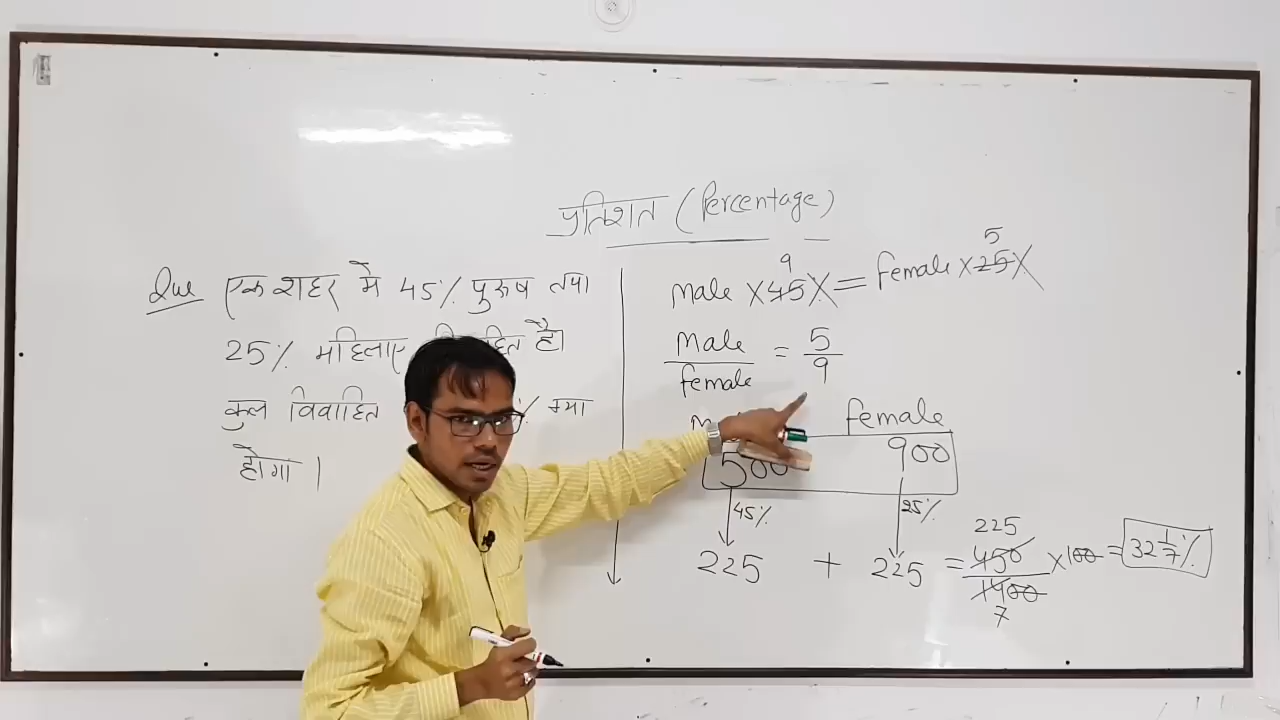 प्रतिशत (Percentage)
Que एक शहर मे 45% पुरूष तथा
25% महिलाए है।
कुल विवाहित % क्या
होगा ।
9 5
male × 45% = female × 25%
male / female = 5 / 9
female
500 900
45% 25%
225 + 225 = 450 / 1400 × 100 = 32 1/7 %
225
7